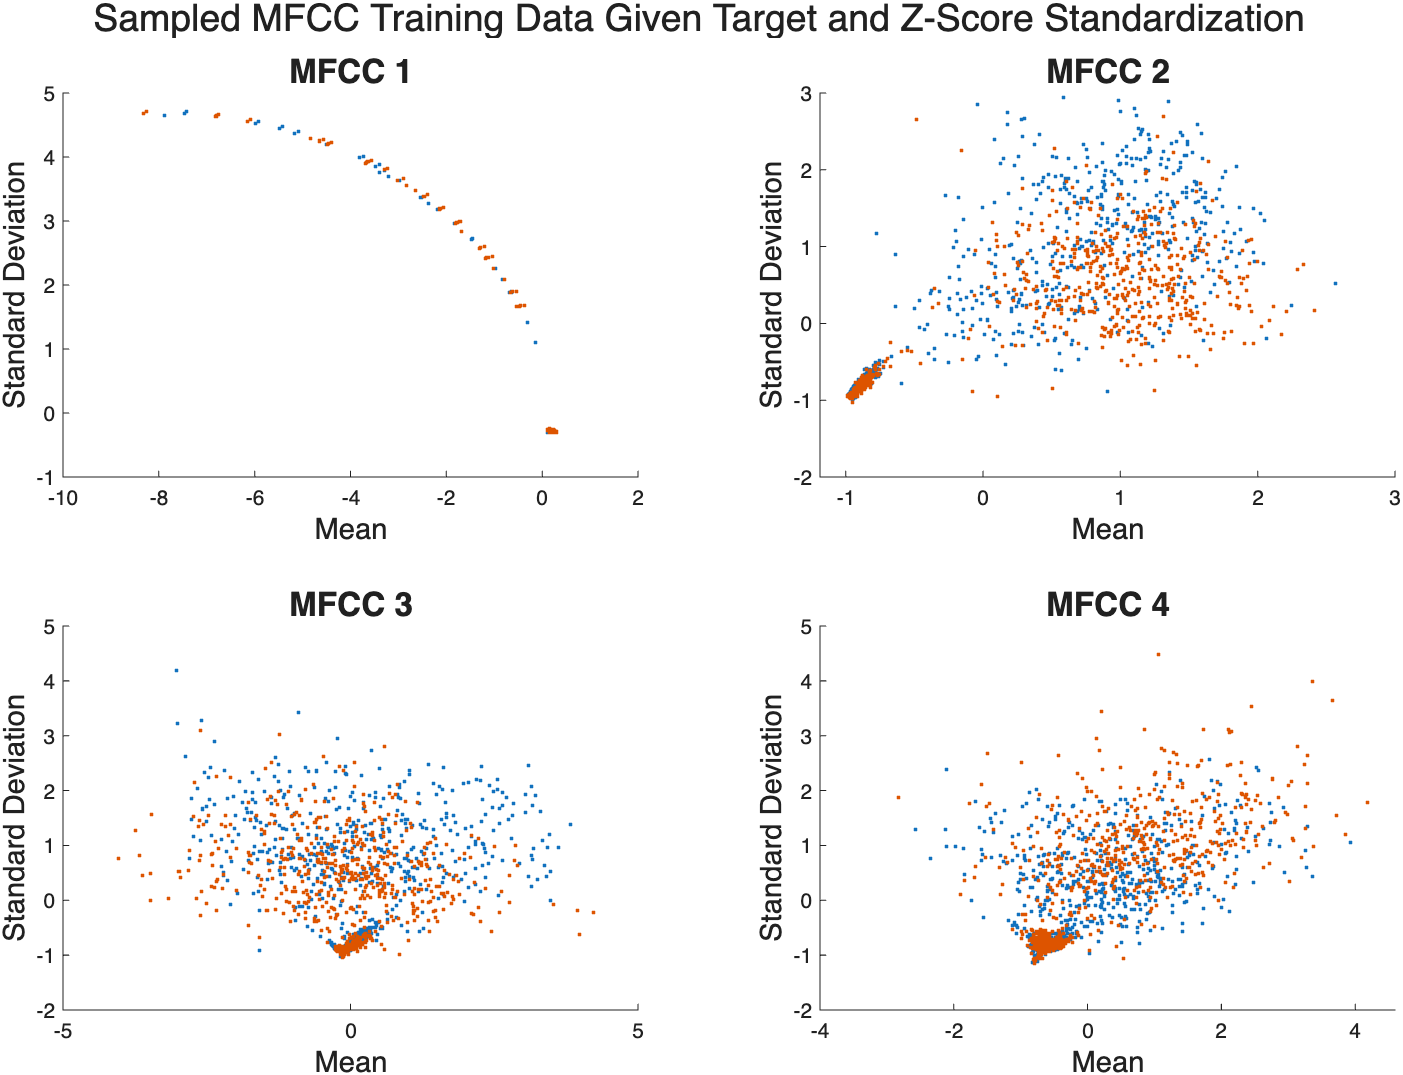 Sampled MFCC Training Data Given Target and Z-Score Standardization
MFCC 1
5
4
3
2
1
0
-1
-10 -8 -6 -4 -2 0 2
Standard Deviation
Mean
MFCC 2
3
2
1
0
-1
-2
-1 0 1 2 3
Standard Deviation
Mean
MFCC 3
5
4
3
2
1
0
-1
-2
-5 0 5
Standard Deviation
Mean
MFCC 4
5
4
3
2
1
0
-1
-2
-4 -2 0 2 4
Standard Deviation
Mean